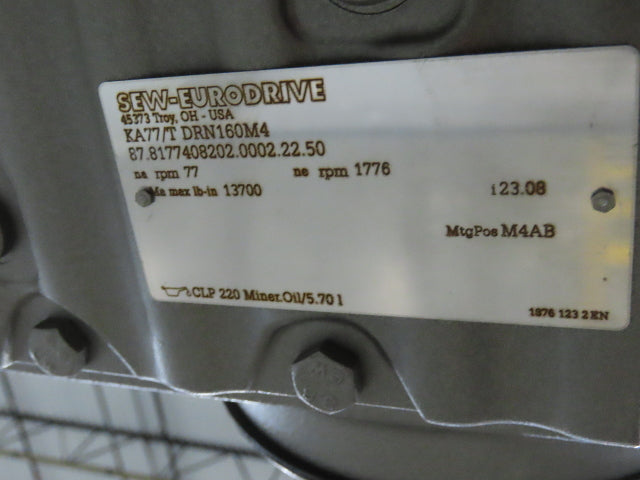 SEW-EURODRIVE
45373 Troy, OH - USA
KA77/T DRN160M4
87.8177408202.0002.22.50
na rpm 77 ne rpm 1776
Ma max lb-in 13700 i 23.08
MtgPos M4AB
CLP 220 Miner.Oil/5.70 l
1876 123 2 EN